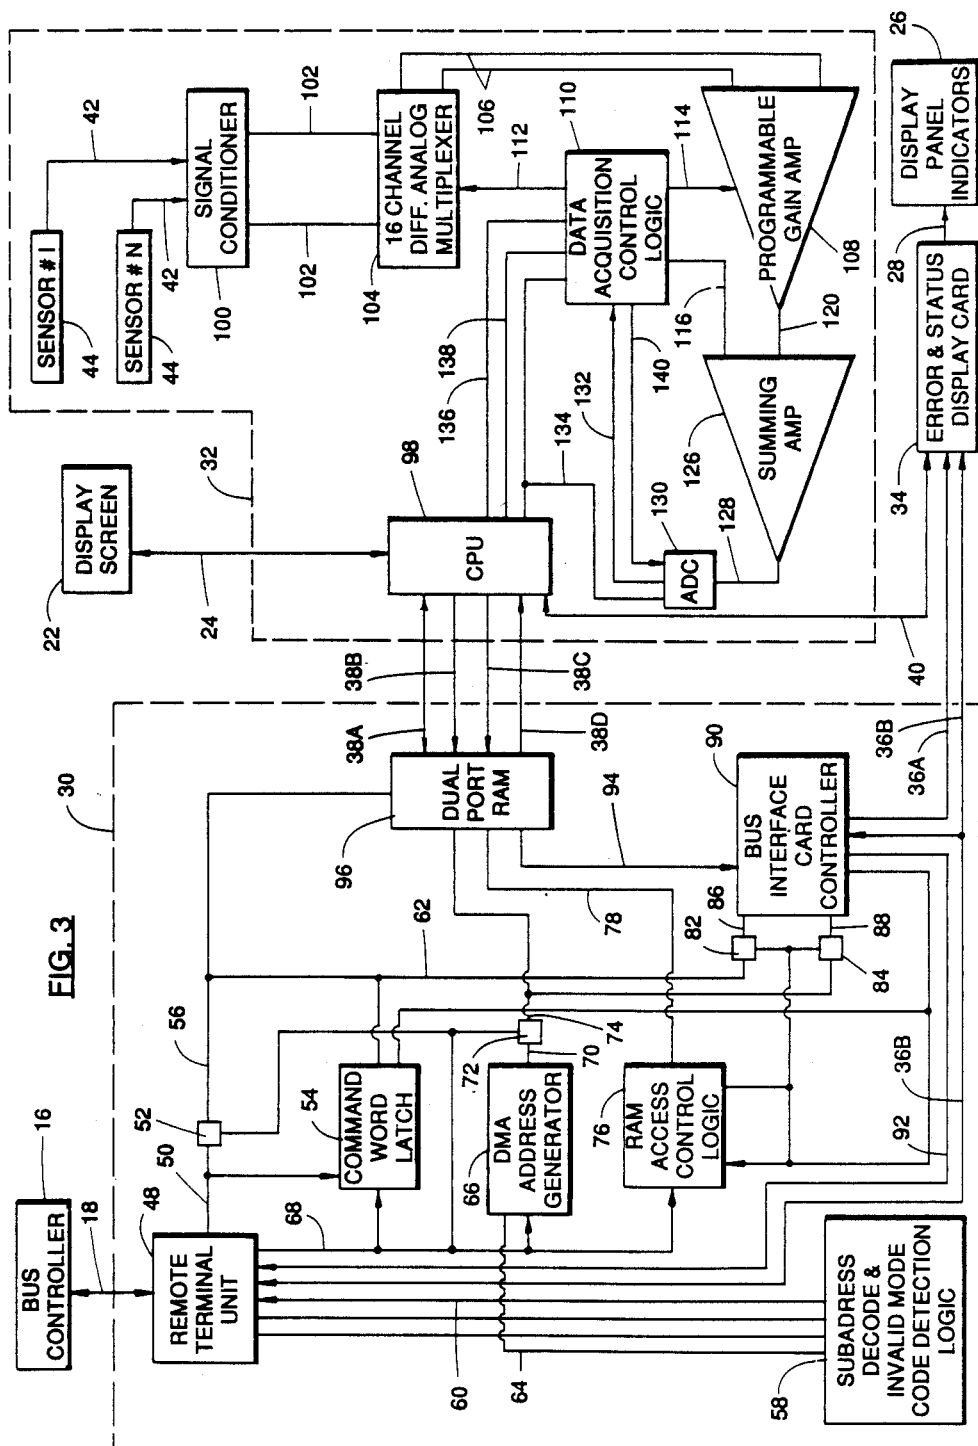 FIG. 3
16
BUS
CONTROLLER
18
48
REMOTE
TERMINAL
UNIT
50
52
56
54
COMMAND
WORD
LATCH
68
62
30
22
DISPLAY
SCREEN
24
32
SENSOR # 1
44
SENSOR # N
44
42
42
SIGNAL
CONDITIONER
100
102
102
16 CHANNEL
DIFF. ANALOG
MULTIPLEXER
104
106
DUAL
PORT
RAM
96
38A
38B
38C
38D
CPU
98
136
138
134
132
140
112
110
DATA
ACQUISITION
CONTROL
LOGIC
114
116
PROGRAMMABLE
GAIN AMP
108
120
SUMMING
AMP
126
128
ADC
130
DMA
ADDRESS
GENERATOR
66
70
72
74
64
60
RAM
ACCESS
CONTROL
LOGIC
76
78
94
82
86
84
88
BUS
INTERFACE
CARD
CONTROLLER
90
92
36B
36A
36B
40
SUBADRESS
DECODE &
INVALID MODE
CODE DETECTION
LOGIC
58
34
ERROR & STATUS
DISPLAY CARD
28
DISPLAY
PANEL
INDICATORS
26